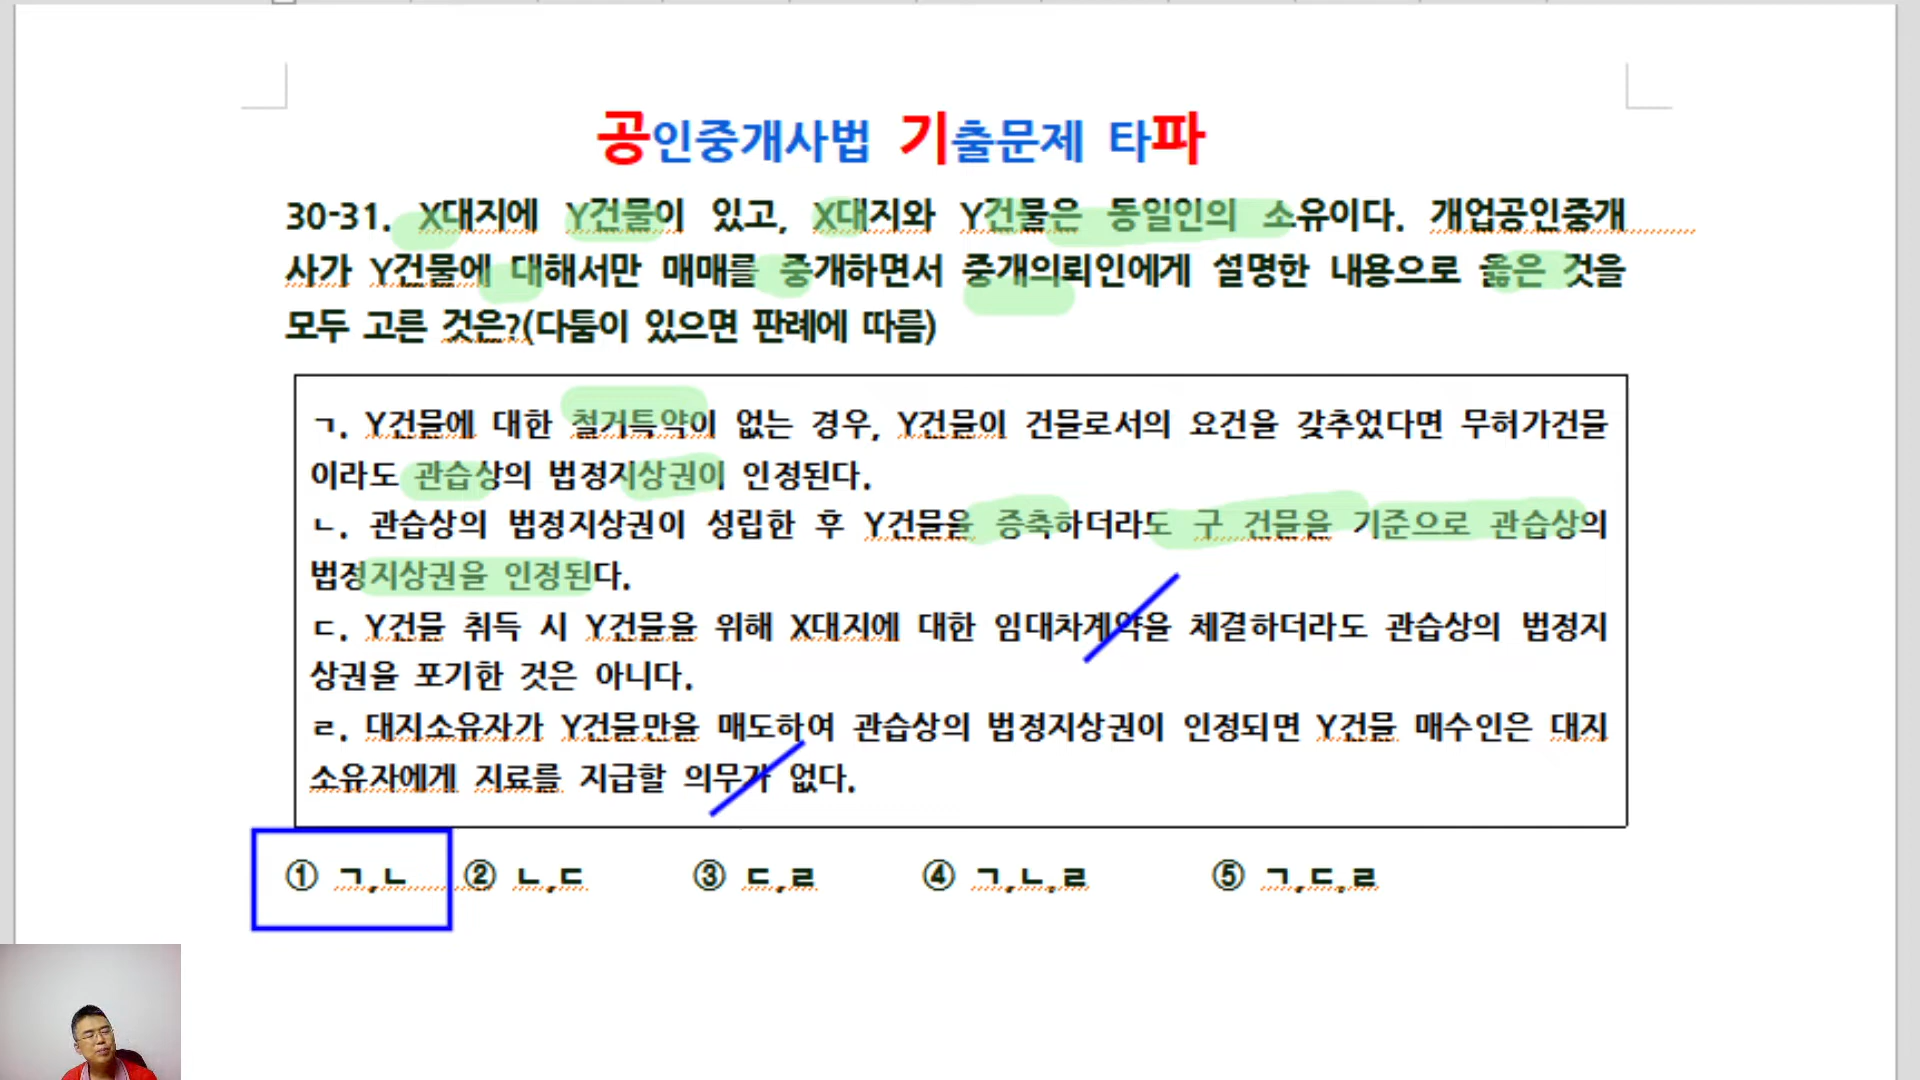 공인중개사법 기출문제 타파
30-31. X대지에 Y건물이 있고, X대지와 Y건물은 동일인의 소유이다. 개업공인중개
사가 Y건물에 대해서만 매매를 중개하면서 중개의뢰인에게 설명한 내용으로 옳은 것을
모두 고른 것은?(다툼이 있으면 판례에 따름)
ㄱ. Y건물에 대한 철거특약이 없는 경우, Y건물이 건물로서의 요건을 갖추었다면 무허가건물
이라도 관습상의 법정지상권이 인정된다.
ㄴ. 관습상의 법정지상권이 성립한 후 Y건물을 증축하더라도 구 건물을 기준으로 관습상의
법정지상권을 인정된다.
ㄷ. Y건물 취득 시 Y건물을 위해 X대지에 대한 임대차계약을 체결하더라도 관습상의 법정지
상권을 포기한 것은 아니다.
ㄹ. 대지소유자가 Y건물만을 매도하여 관습상의 법정지상권이 인정되면 Y건물 매수인은 대지
소유자에게 지료를 지급할 의무가 없다.
① ㄱ,ㄴ ② ㄴ,ㄷ ③ ㄷ,ㄹ ④ ㄱ,ㄴ,ㄹ ⑤ ㄱ,ㄷ,ㄹ